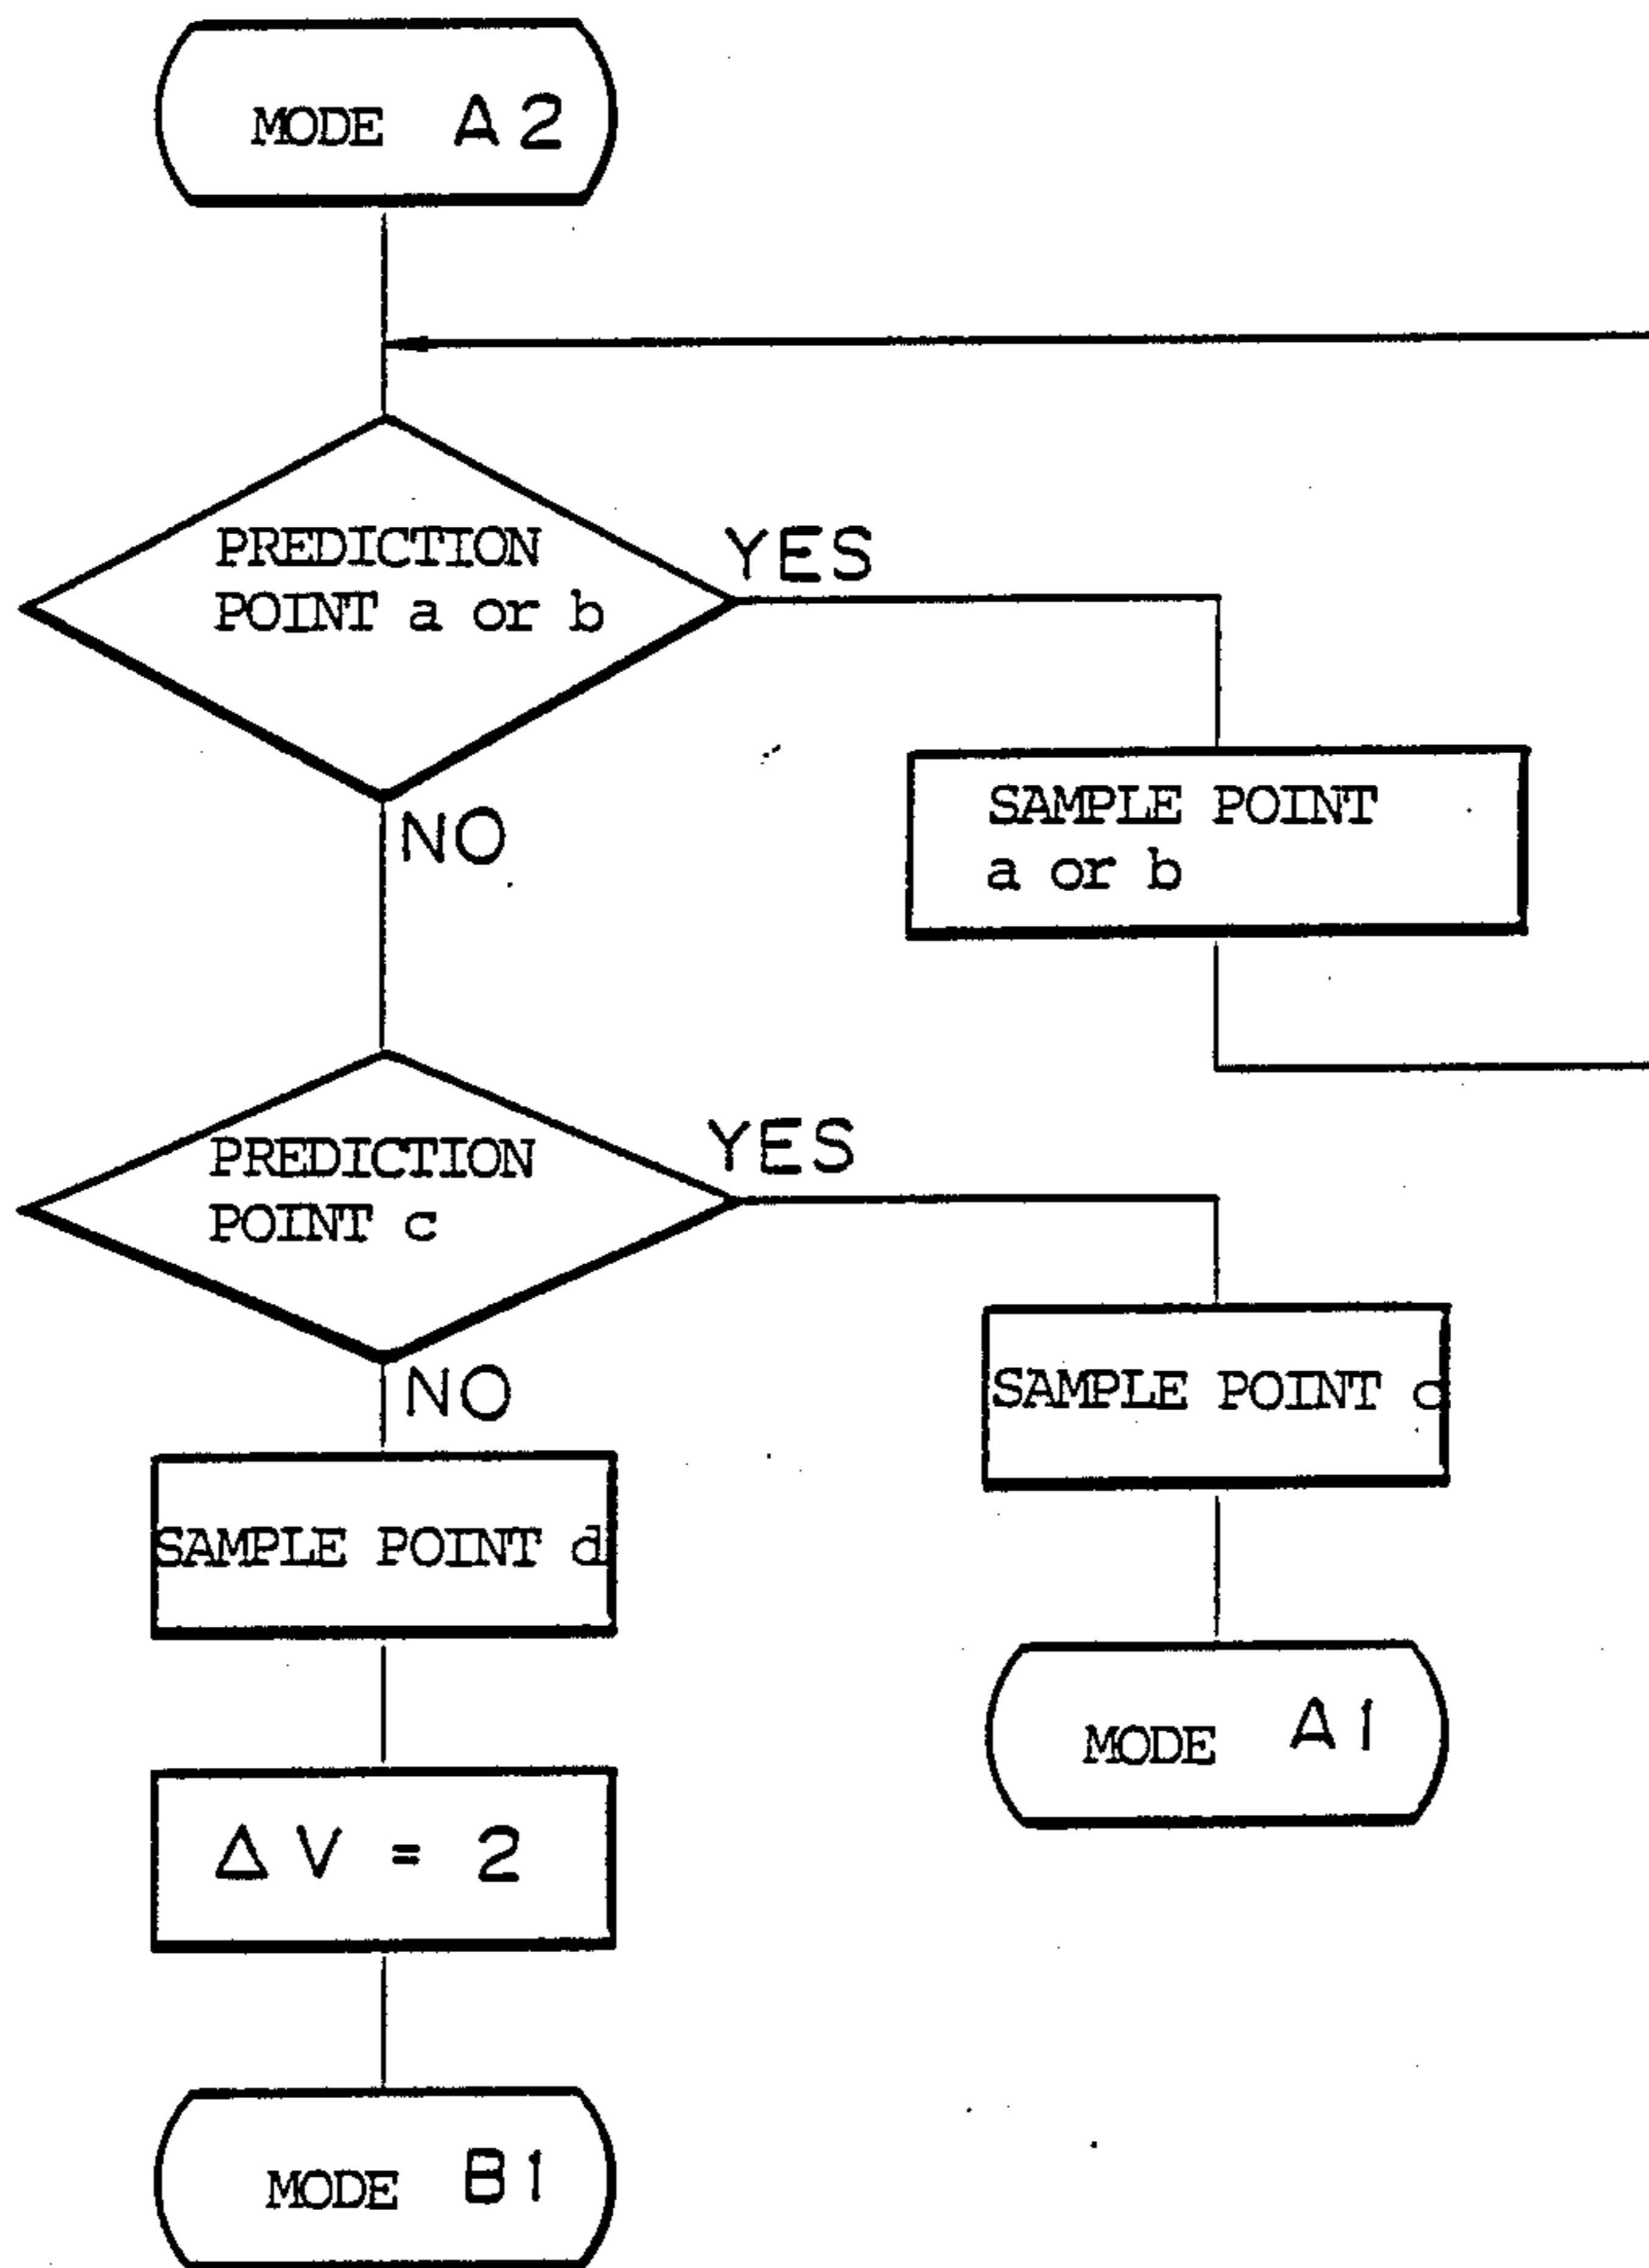 MODE A2
PREDICTION
POINT a or b
YES
NO
SAMPLE POINT
a or b
PREDICTION
POINT c
YES
NO
SAMPLE POINT c
SAMPLE POINT d
MODE A1
ΔV = 2
MODE B1